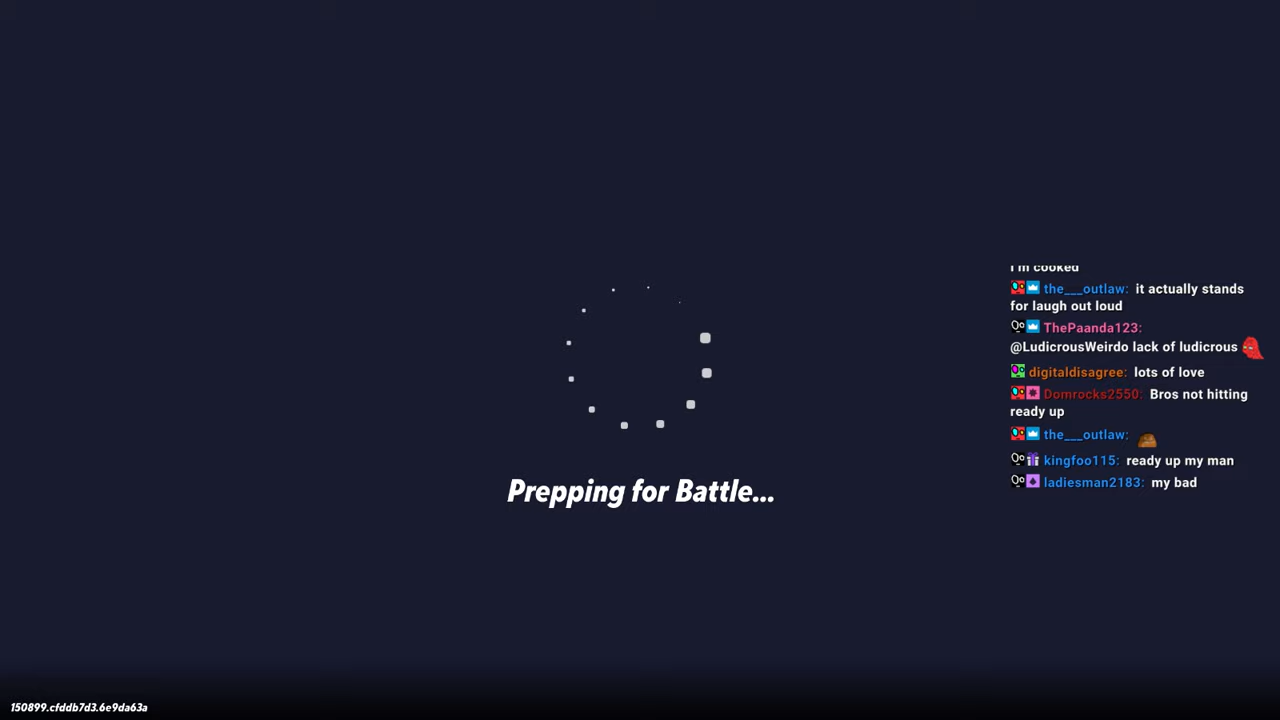 i'm cooked
the___outlaw: it actually stands
for laugh out loud
ThePaanda123:
@LudicrousWeirdo lack of ludicrous
digitaldisagree: lots of love
Domrocks2550: Bros not hitting
ready up
the___outlaw:
kingfoo115: ready up my man
ladiesman2183: my bad
Prepping for Battle...
150899.cfddb7d3.6e9da63a